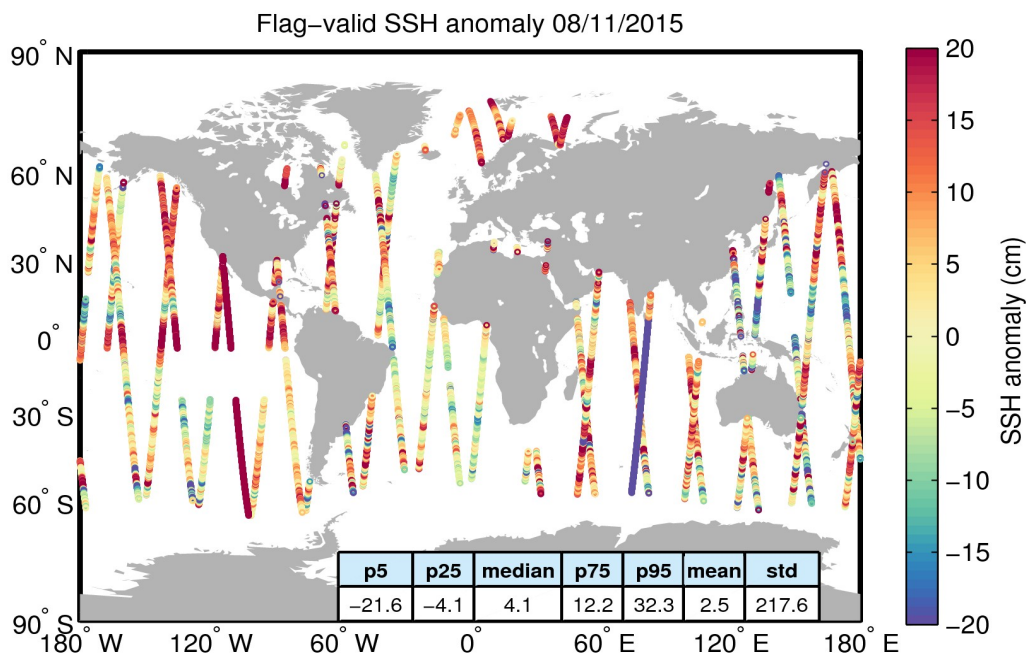 Flag−valid SSH anomaly 08/11/2015
90° N
60° N
30° N
0°
30° S
60° S
90° S
180° W
120° W
60° W
0°
60° E
120° E
180° E
p5 p25 median p75 p95 mean std
−21.6 −4.1 4.1 12.2 32.3 2.5 217.6
20
15
10
5
0
−5
−10
−15
−20
SSH anomaly (cm)